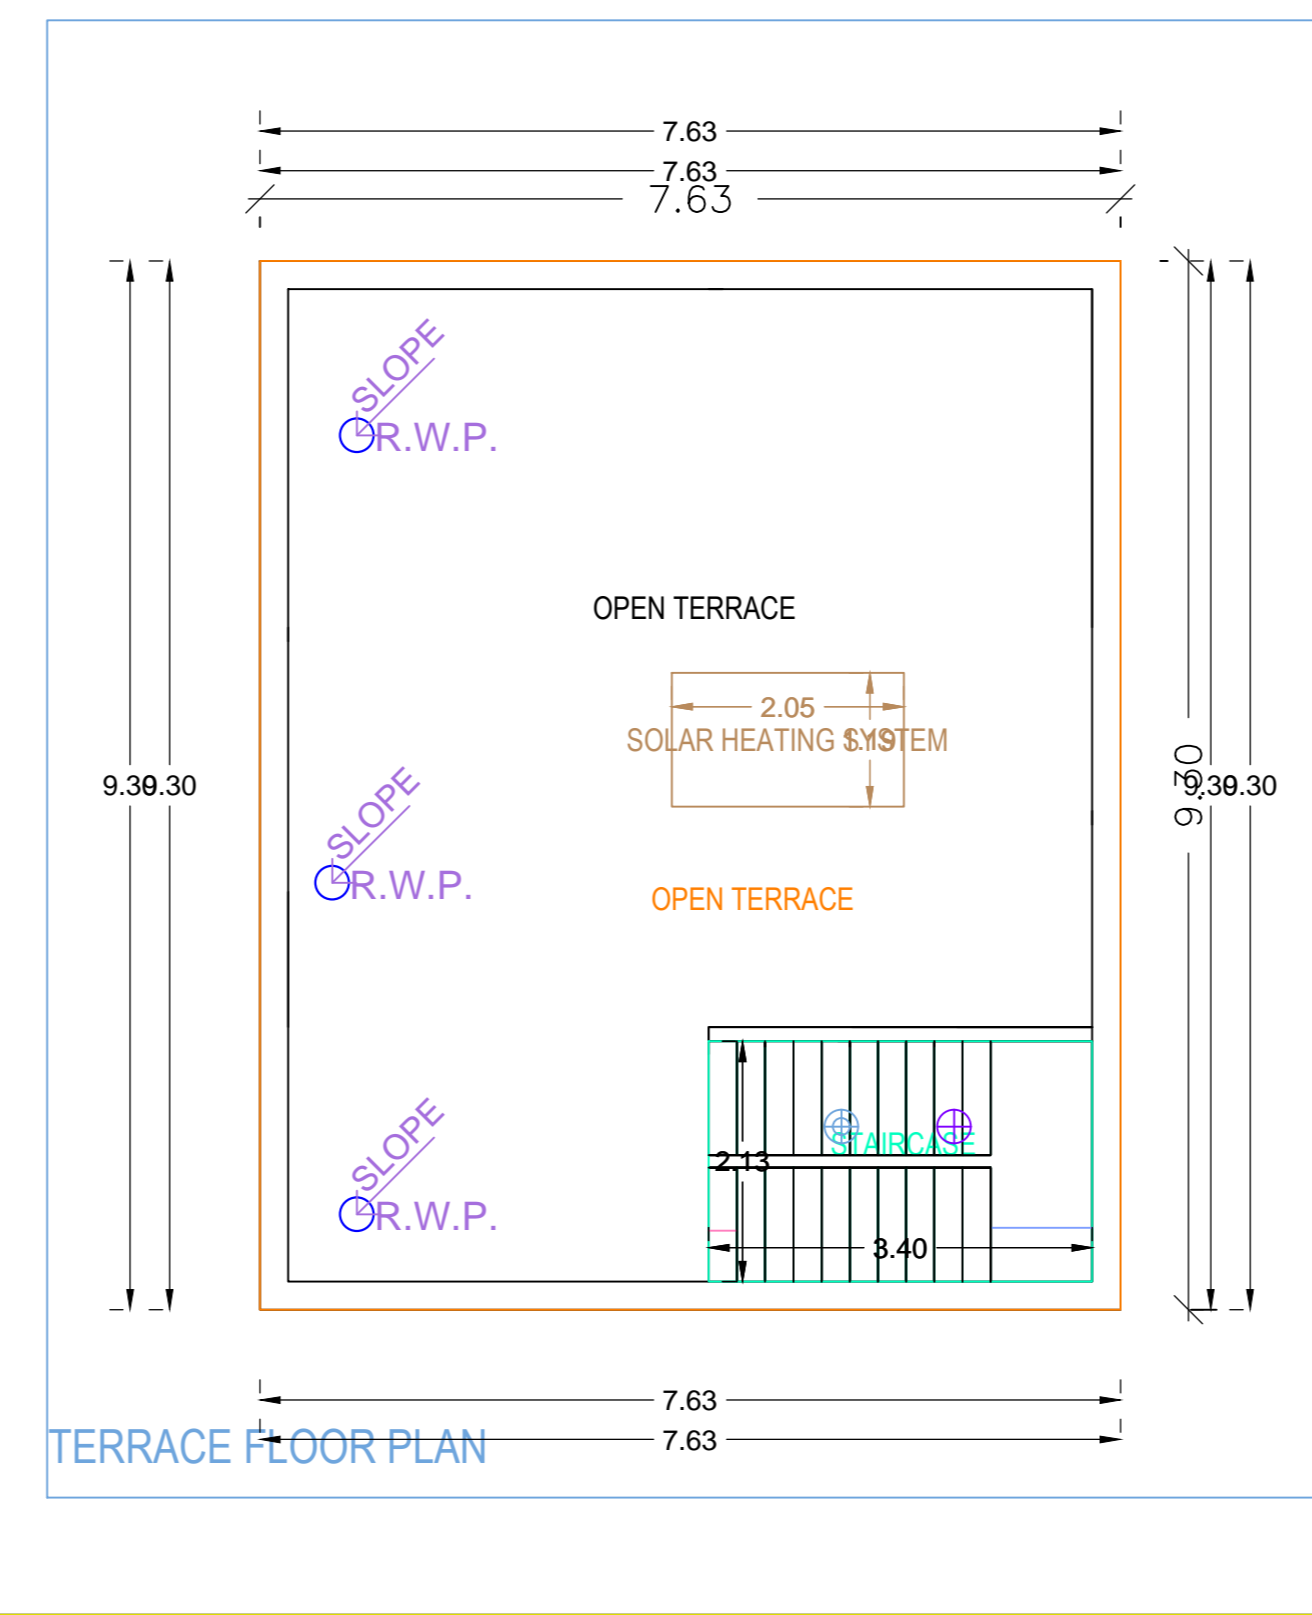 7.63
7.63
7.63
SLOPE
R.W.P.
OPEN TERRACE
2.05
SOLAR HEATING SYSTEM
1.19
9.30
9.30
9.30
9.30
9.30
SLOPE
R.W.P.
OPEN TERRACE
STAIRCASE
2.13
SLOPE
R.W.P.
3.40
7.63
TERRACE FLOOR PLAN
7.63